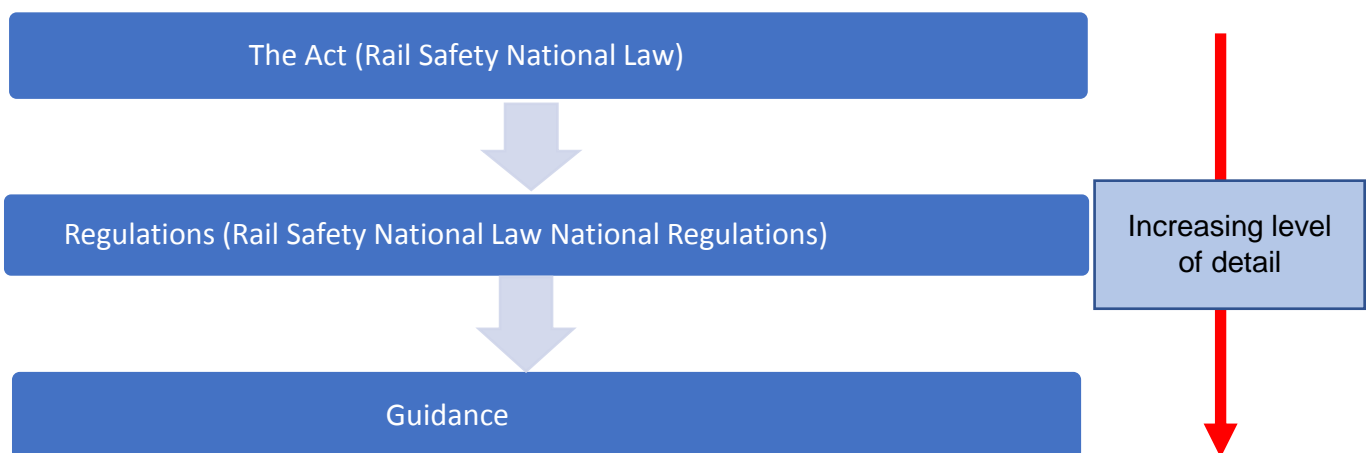 The Act (Rail Safety National Law)
Regulations (Rail Safety National Law National Regulations)
Increasing level
of detail
Guidance